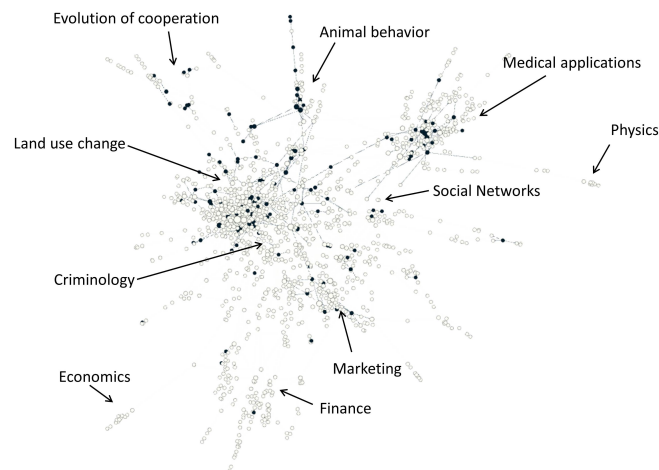 Evolution of cooperation
Animal behavior
Medical applications
Physics
Land use change
Social Networks
Criminology
Marketing
Economics
Finance